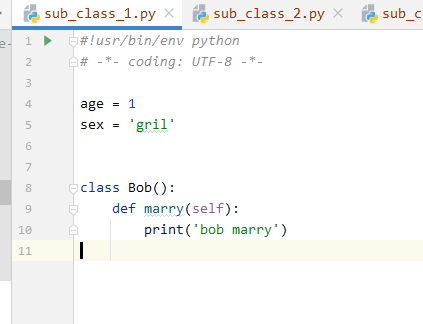 sub_class_1.py × sub_class_2.py × sub_c
e-
1 #!usr/bin/env python
2 # -*- coding: UTF-8 -*-
3
4 age = 1
5 sex = 'gril'
6
7
8 class Bob():
9 def marry(self):
10 print('bob marry')
11